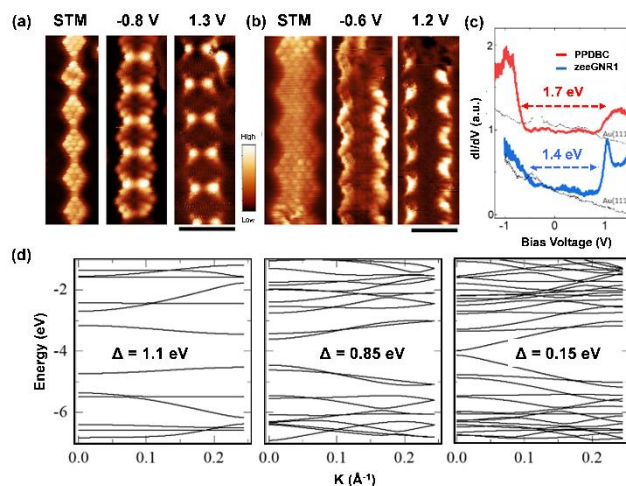 (a) STM -0.8 V 1.3 V
(b) STM -0.6 1.2 V
High
Low
(c)
dI/dV (a.u.)
2
1
0
PPDBC
zeeGNR1
1.7 eV
Au(111
1.4 eV
Au(111
-1 0 1
Bias Voltage (V)
(d)
Energy (eV)
-2
-4
-6
Δ = 1.1 eV
Δ = 0.85 eV
Δ = 0.15 eV
0.0 0.1 0.2
0.0 0.1 0.2
0.0 0.1 0.2
K (Å⁻¹)